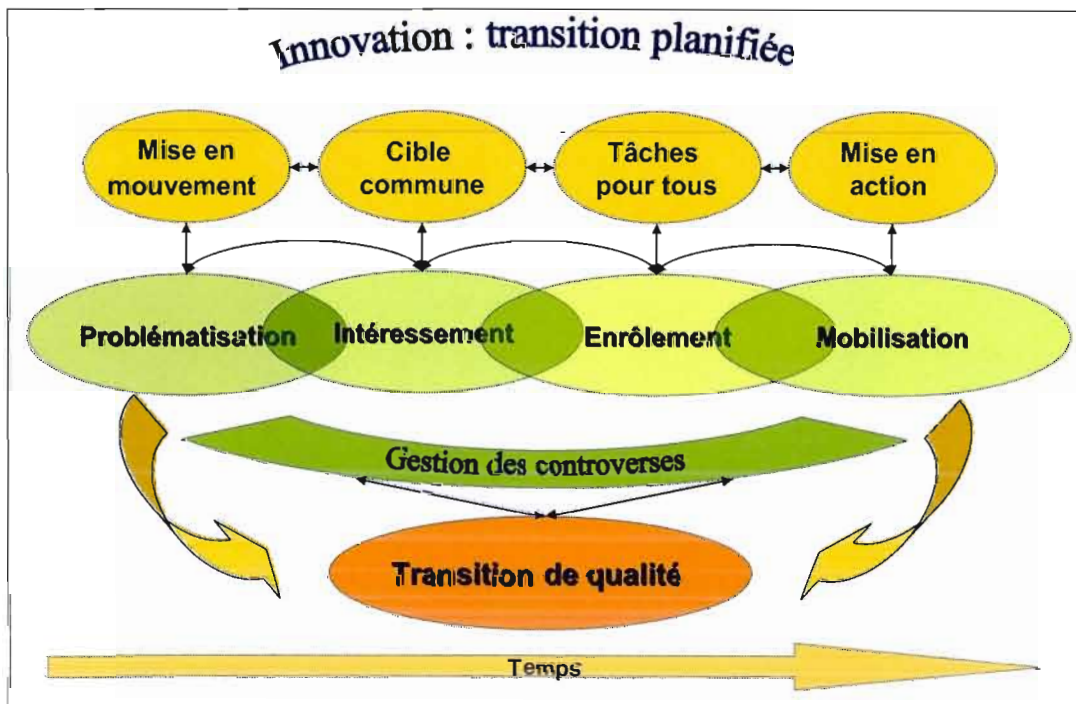 Innovation : transition planifiée
Mise en
mouvement
Cible
commune
Tâches
pour tous
Mise en
action
Problématisation
Intéressement
Enrôlement
Mobilisation
Gestion des controverses
Transition de qualité
Temps